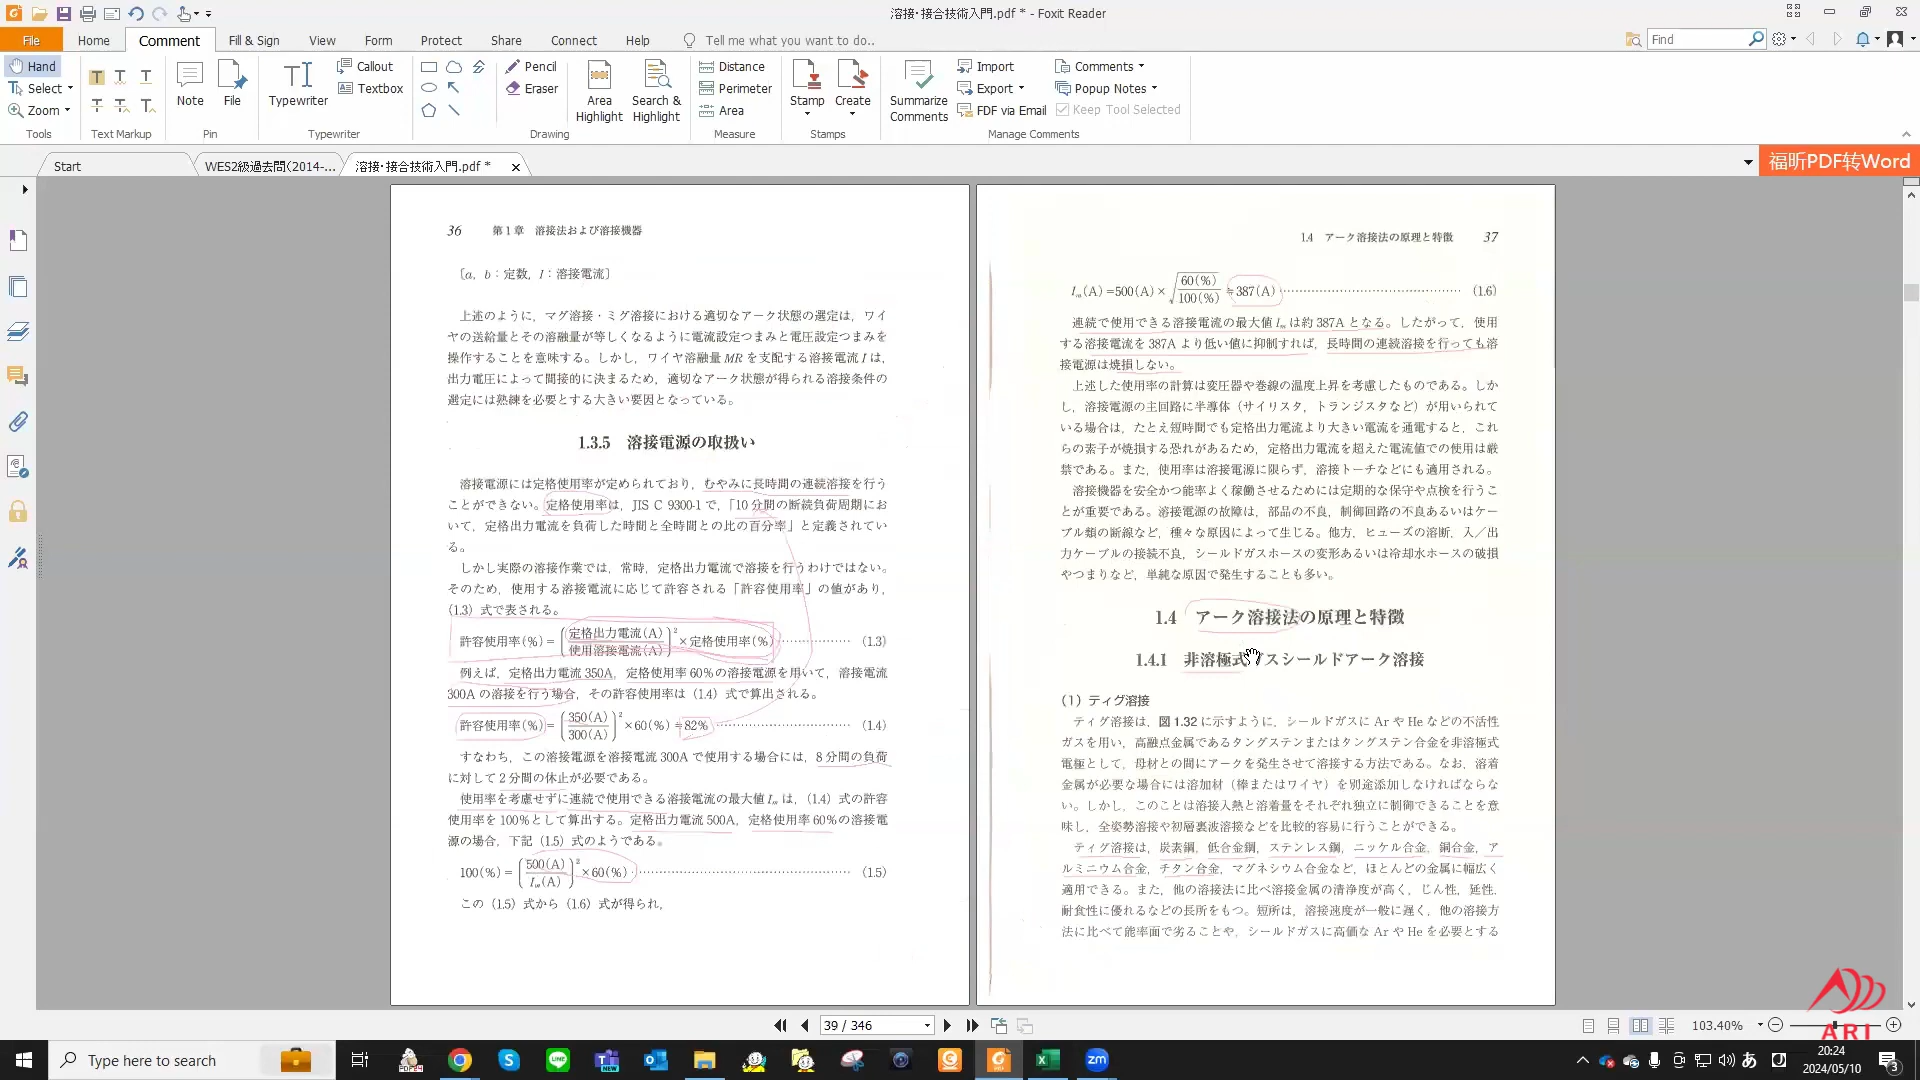 溶接・接合技術入門.pdf * - Foxit Reader
File Home Comment Fill & Sign View Form Protect Share Connect Help Tell me what you want to do.. Find
Hand Select Zoom Tools
Text Markup
Note File Pin
Typewriter Callout Textbox Typewriter
Pencil Eraser Area Highlight Search & Highlight Drawing
Distance Perimeter Area Measure
Stamp Create Stamps
Summarize Comments Import Export FDF via Email Comments Popup Notes Keep Tool Selected Manage Comments
Start WES2級過去問(2014-... 溶接・接合技術入門.pdf * 福昕PDF转Word
36 第1章 溶接法および溶接機器
［a, b：定数, I：溶接電流］
上述のように，マグ溶接・ミグ溶接における適切なアーク状態の選定は，ワイ
ヤの送給量とその溶融量が等しくなるように電流設定つまみと電圧設定つまみを
操作することを意味する。しかし，ワイヤ溶融量 MR を支配する溶接電流 I は，
出力電圧によって間接的に決まるため，適切なアーク状態が得られる溶接条件の
選定には熟練を必要とする大きい要因となっている。
1.3.5 溶接電源の取扱い
溶接電源には定格使用率が定められており，むやみに長時間の連続溶接を行う
ことができない。定格使用率は，JIS C 9300-1 で，「10 分間の断続負荷周期にお
いて，定格出力電流を負荷した時間と全時間との比の百分率」と定義されてい
る。
しかし実際の溶接作業では，常時，定格出力電流で溶接を行うわけではない。
そのため，使用する溶接電流に応じて許容される「許容使用率」の値があり，
(1.3) 式で表される。
許容使用率(%)＝(定格出力電流(A)/使用溶接電流(A))²×定格使用率(%)………… (1.3)
例えば，定格出力電流 350A，定格使用率 60％の溶接電源を用いて，溶接電流
300A の溶接を行う場合，その許容使用率は (1.4) 式で算出される。
許容使用率(%)＝(350(A)/300(A))²×60(%)≒82% ………… (1.4)
すなわち，この溶接電源を溶接電流 300A で使用する場合には，8 分間の負荷
に対して 2 分間の休止が必要である。
使用率を考慮せずに連続で使用できる溶接電流の最大値 Im は，(1.4) 式の許容
使用率を 100％として算出する。定格出力電流 500A，定格使用率 60％の溶接電
源の場合，下記 (1.5) 式のようである。
100(%)＝(500(A)/Im(A))²×60(%)………… (1.5)
この (1.5) 式から (1.6) 式が得られ，
1.4 アーク溶接法の原理と特徴 37
Im(A)＝500(A)×√60(%)/100(%)≒387(A)………… (1.6)
連続で使用できる溶接電流の最大値 Im は約 387A となる。したがって，使用
する溶接電流を 387A より低い値に抑制すれば，長時間の連続溶接を行っても溶
接電源は焼損しない。
上述した使用率の計算は変圧器や巻線の温度上昇を考慮したものである。しか
し，溶接電源の主回路に半導体（サイリスタ，トランジスタなど）が用いられて
いる場合は，たとえ短時間でも定格出力電流より大きい電流を通電すると，これ
らの素子が焼損する恐れがあるため，定格出力電流を超えた電流値での使用は厳
禁である。また，使用率は溶接電源に限らず，溶接トーチなどにも適用される。
溶接機器を安全かつ能率よく稼働させるためには定期的な保守や点検を行うこ
とが重要である。溶接電源の故障は，部品の不良，制御回路の不良あるいはケー
ブル類の断線など，種々な原因によって生じる。他方，ヒューズの溶断，入／出
力ケーブルの接続不良，シールドガスホースの変形あるいは冷却水ホースの破損
やつまりなど，単純な原因で発生することも多い。
1.4 アーク溶接法の原理と特徴
1.4.1 非溶極式ガスシールドアーク溶接
（1）ティグ溶接
ティグ溶接は，図 1.32 に示すように，シールドガスに Ar や He などの不活性
ガスを用い，高融点金属であるタングステンまたはタングステン合金を非溶極式
電極として，母材との間にアークを発生させて溶接する方法である。なお，溶着
金属が必要な場合には溶加材（棒またはワイヤ）を別途添加しなければならな
い。しかし，このことは溶接入熱と溶着量をそれぞれ独立に制御できることを意
味し，全姿勢溶接や初層裏波溶接などを比較的容易に行うことができる。
ティグ溶接は，炭素鋼，低合金鋼，ステンレス鋼，ニッケル合金，銅合金，ア
ルミニウム合金，チタン合金，マグネシウム合金など，ほとんどの金属に幅広く
適用できる。また，他の溶接法に比べ溶接金属の清浄度が高く，じん性，延性，
耐食性に優れるなどの長所をもつ。短所は，溶接速度が一般に遅く，他の溶接方
法に比べて能率面で劣ることや，シールドガスに高価な Ar や He を必要とする
39 / 346 103.40%
ARI
Type here to search
20:24
2024/05/10